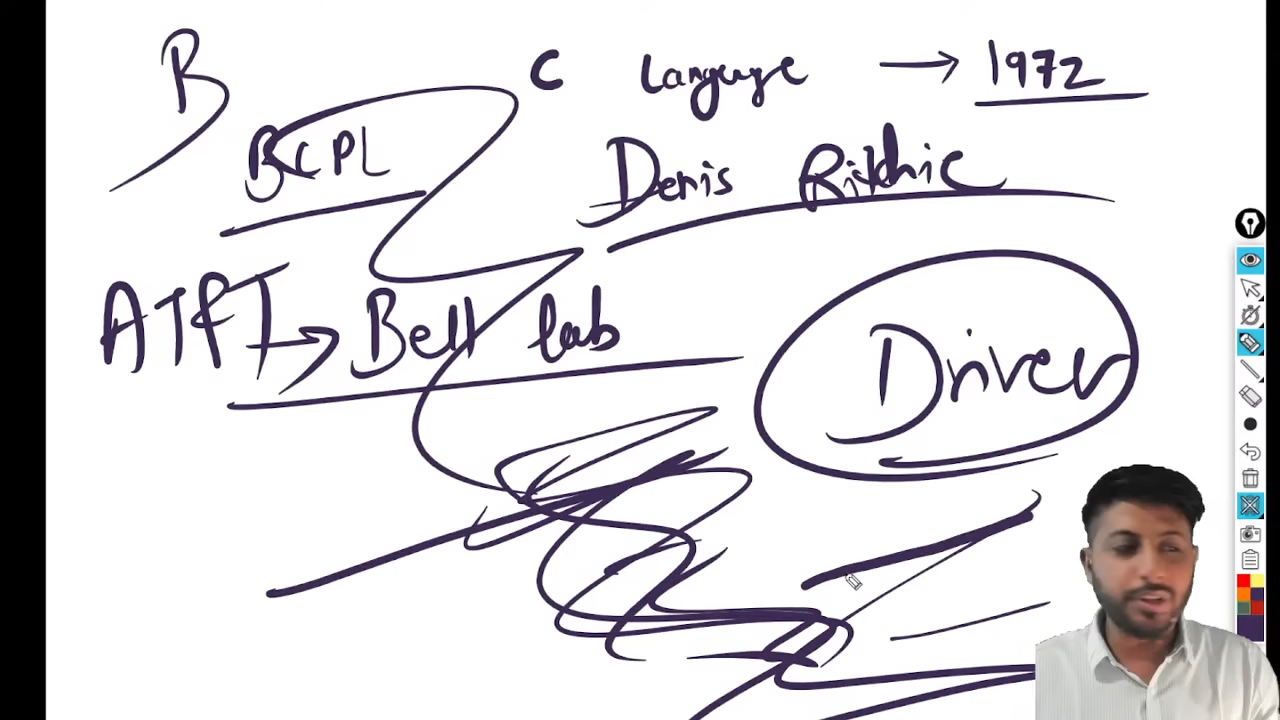 B
C Language → 1972
BCPL
Denis Ritchie
AT&T → Bell lab
Driver